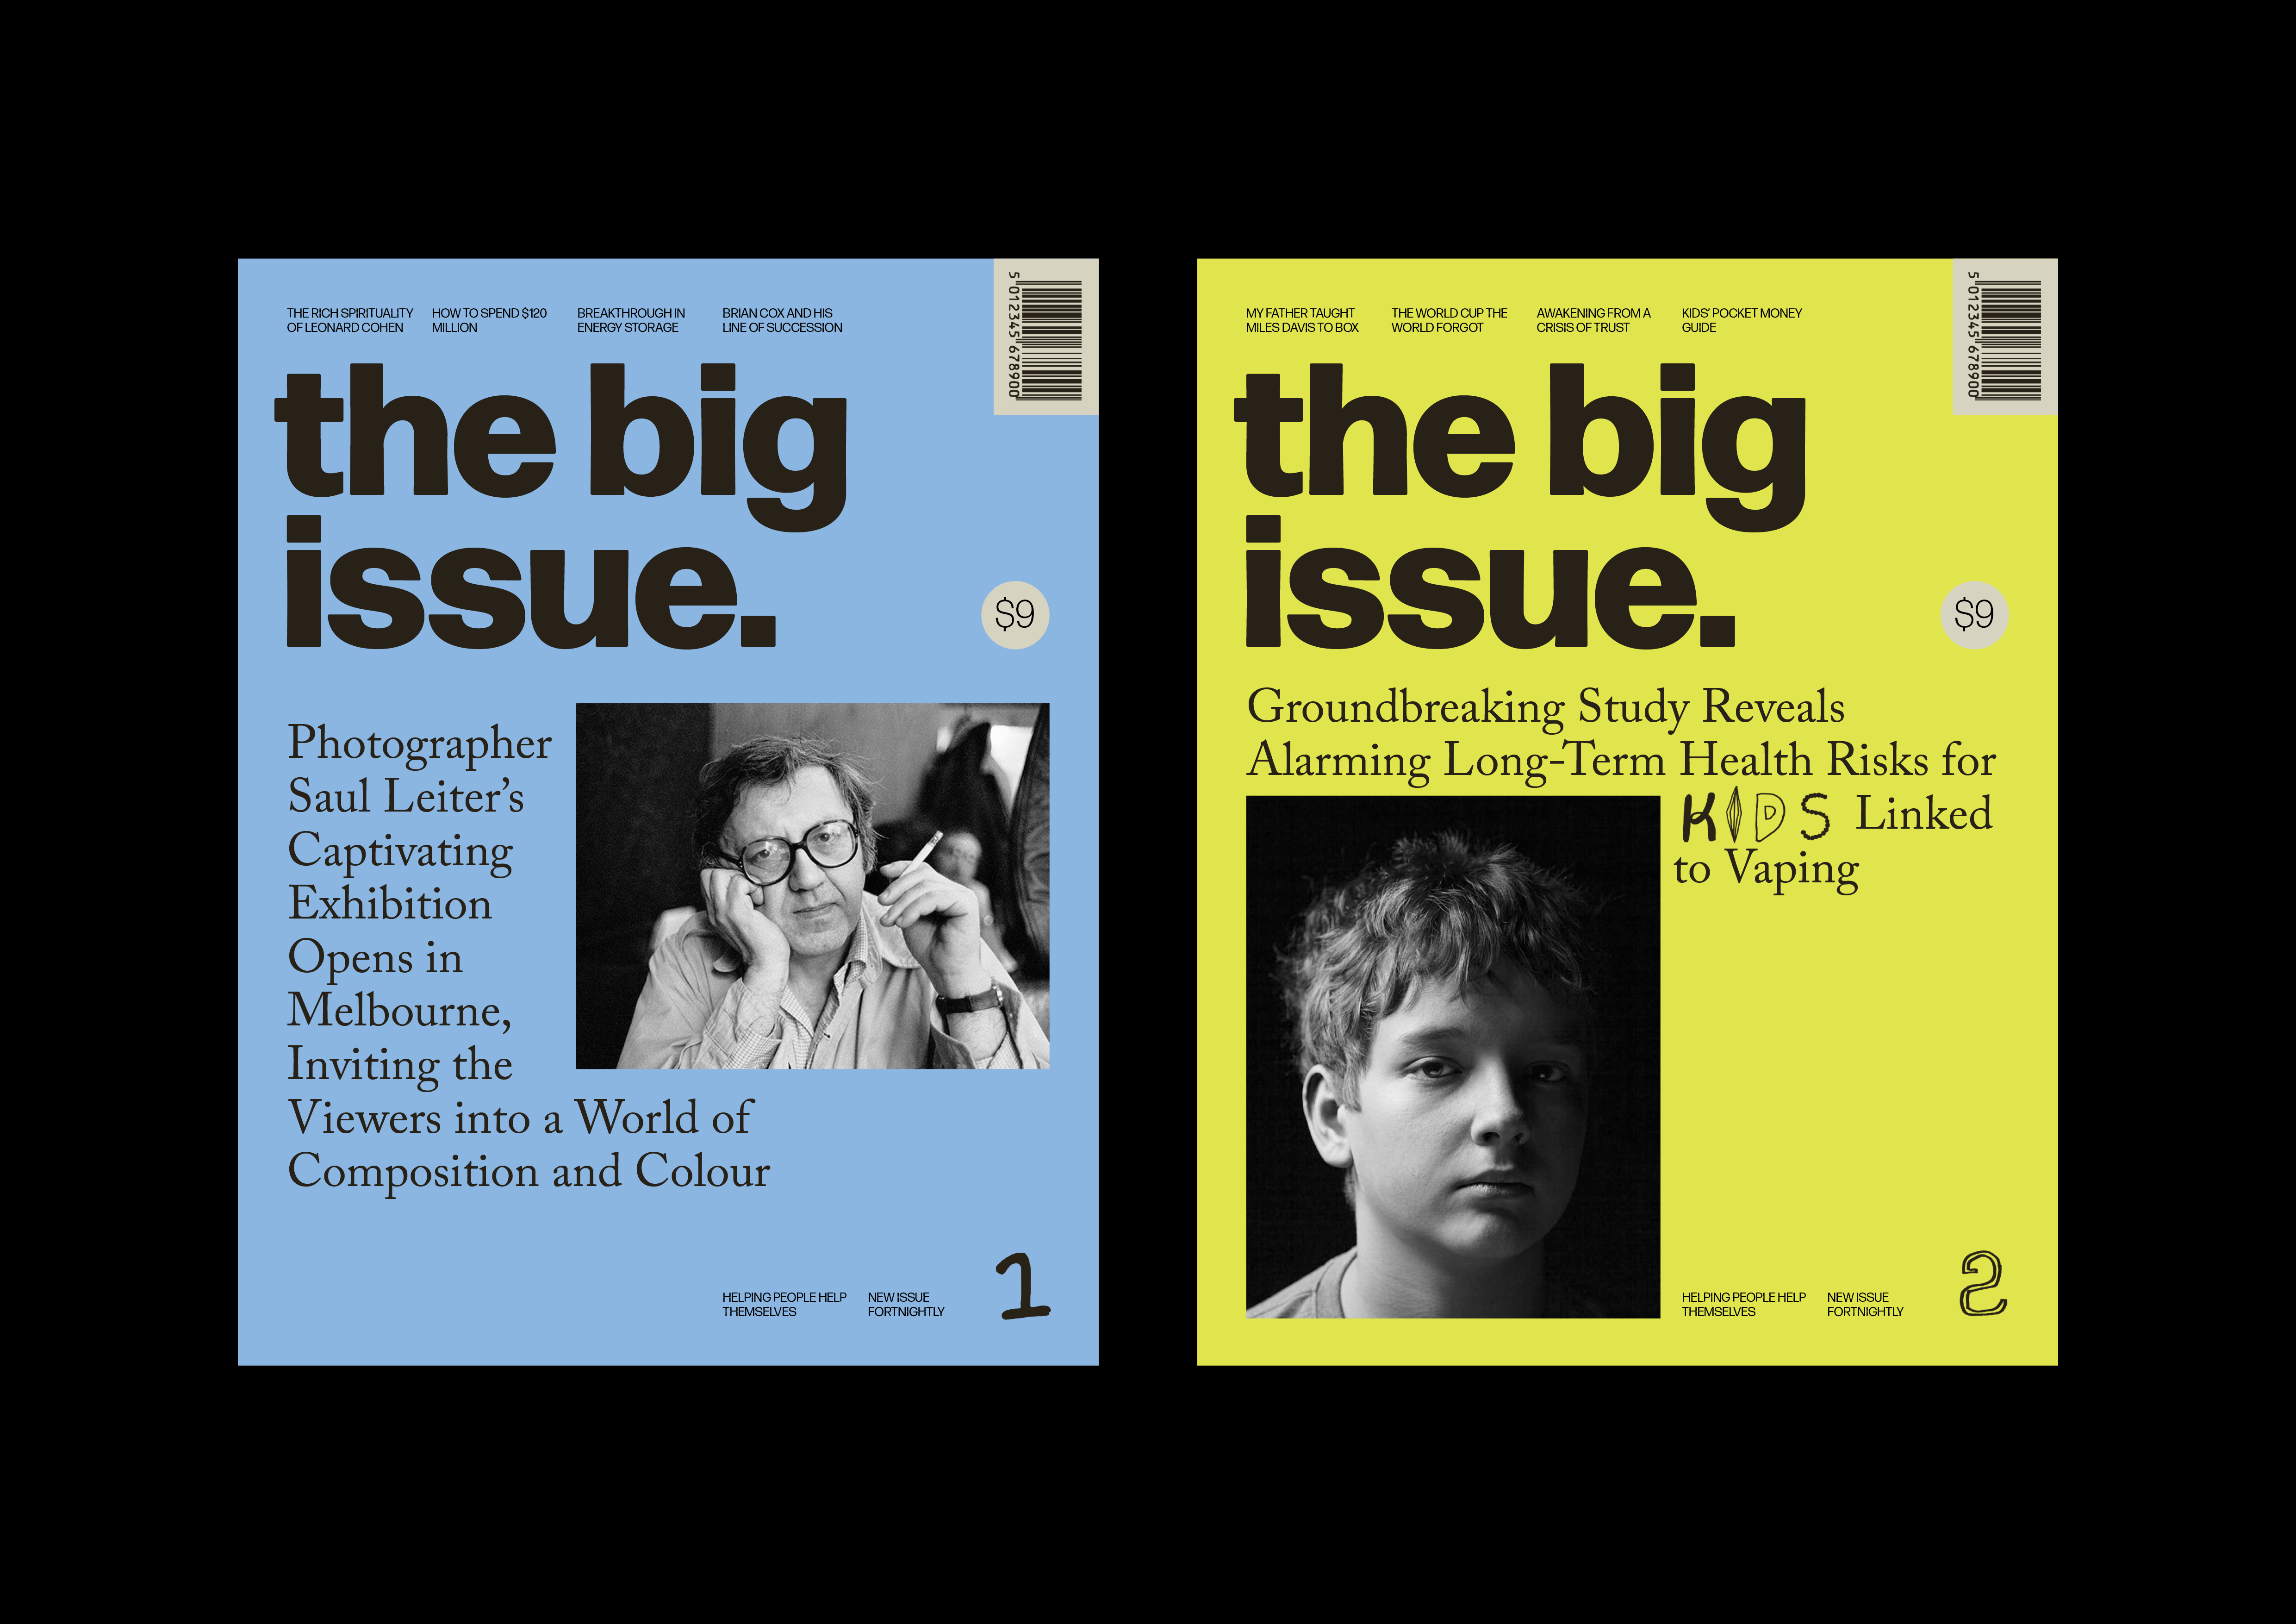 THE RICH SPIRITUALITY
OF LEONARD COHEN
HOW TO SPEND $120
MILLION
BREAKTHROUGH IN
ENERGY STORAGE
BRIAN COX AND HIS
LINE OF SUCCESSION
5 012345 678900
the big
issue.
$9
Photographer
Saul Leiter’s
Captivating
Exhibition
Opens in
Melbourne,
Inviting the
Viewers into a World of
Composition and Colour
HELPING PEOPLE HELP
THEMSELVES
NEW ISSUE
FORTNIGHTLY
1
MY FATHER TAUGHT
MILES DAVIS TO BOX
THE WORLD CUP THE
WORLD FORGOT
AWAKENING FROM A
CRISIS OF TRUST
KIDS' POCKET MONEY
GUIDE
5 012345 678900
the big
issue.
$9
Groundbreaking Study Reveals
Alarming Long-Term Health Risks for
KIDS Linked
to Vaping
HELPING PEOPLE HELP
THEMSELVES
NEW ISSUE
FORTNIGHTLY
2